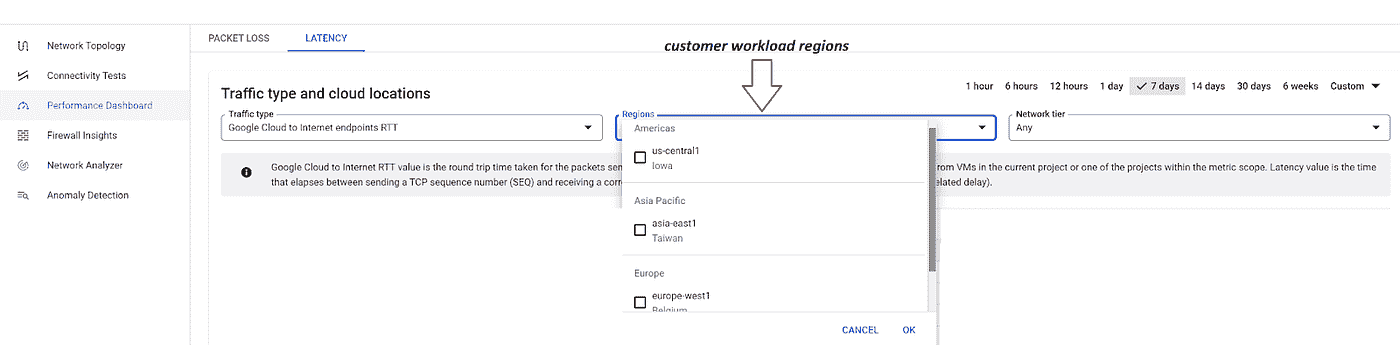 Network Topology
Connectivity Tests
Performance Dashboard
Firewall Insights
Network Analyzer
Anomaly Detection
PACKET LOSS
LATENCY
customer workload regions
Traffic type and cloud locations
1 hour
6 hours
12 hours
1 day
7 days
14 days
30 days
6 weeks
Custom
Traffic type
Google Cloud to Internet endpoints RTT
Regions
Network tier
Any
Google Cloud to Internet RTT value is the round trip time taken for the packets sen
rom VMs in the current project or one of the projects within the metric scope. Latency value is the time
that elapses between sending a TCP sequence number (SEQ) and receiving a corre
elated delay).
Americas
us-central1
Iowa
Asia Pacific
asia-east1
Taiwan
Europe
europe-west1
Belgium
CANCEL
OK